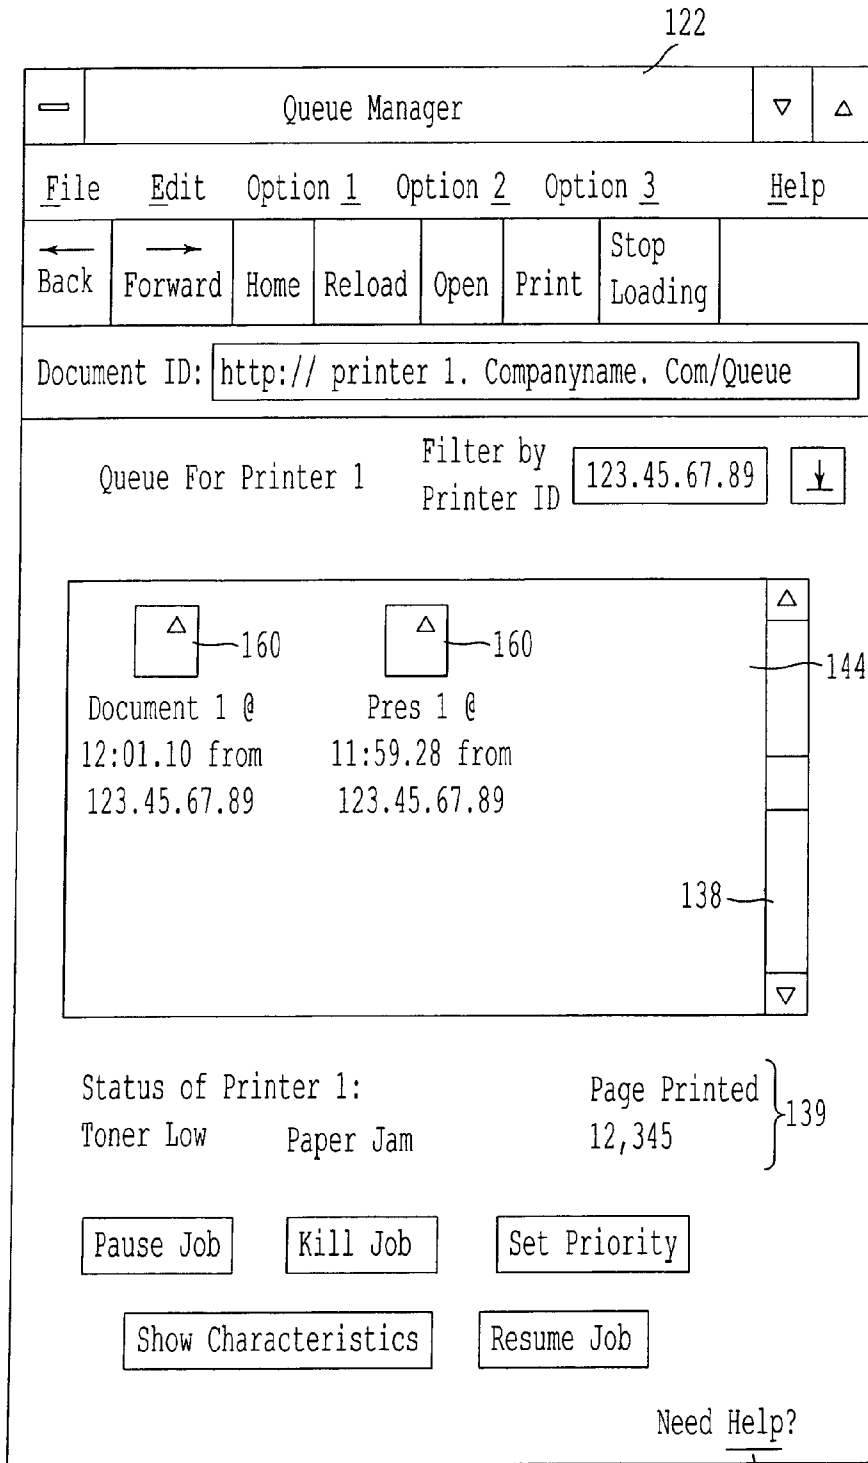 122
Queue Manager
File Edit Option 1 Option 2 Option 3 Help
Back Forward Home Reload Open Print Stop Loading
Document ID: http:// printer 1. Companyname. Com/Queue
Queue For Printer 1
Filter by
Printer ID
123.45.67.89
160
160
144
Document 1 @
12:01.10 from
123.45.67.89
Pres 1 @
11:59.28 from
123.45.67.89
138
Status of Printer 1:
Toner Low Paper Jam
Page Printed
12,345
139
Pause Job Kill Job Set Priority
Show Characteristics Resume Job
Need Help?